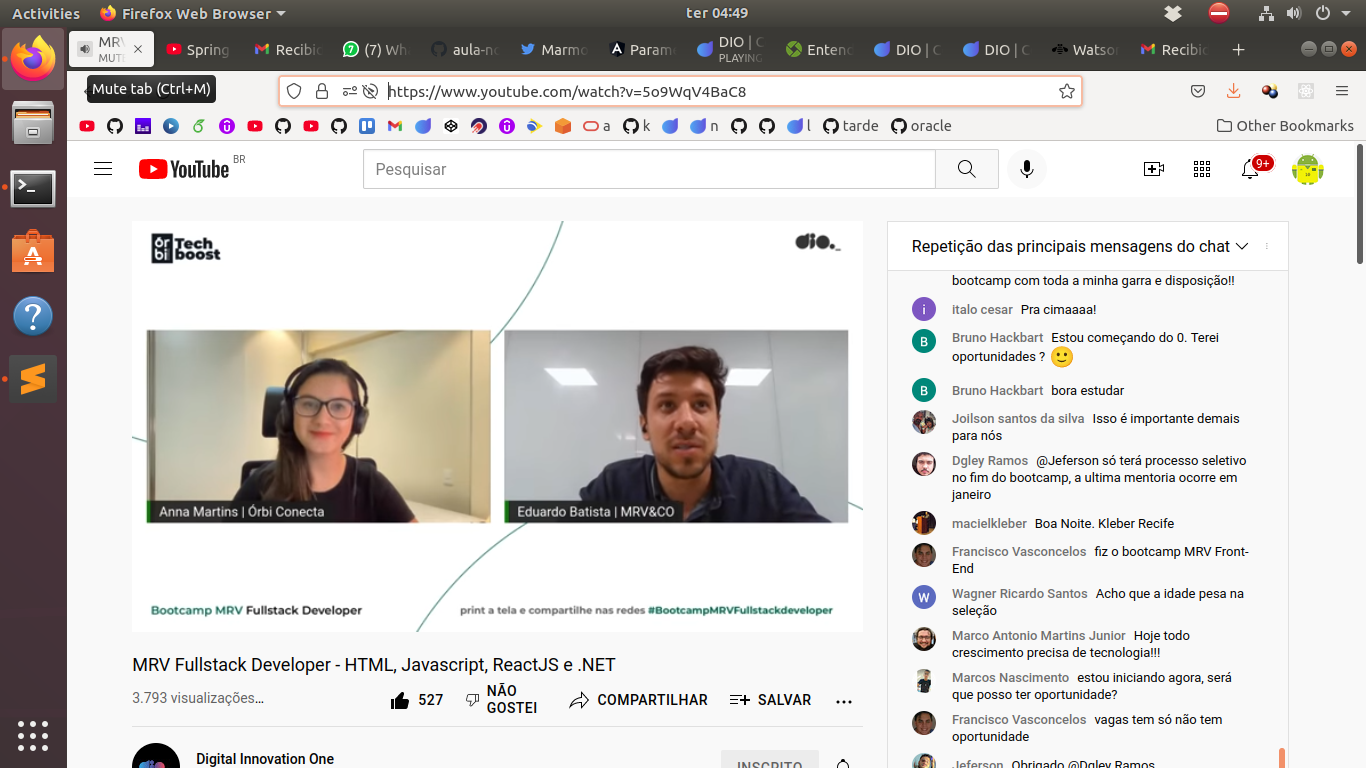 Activities
Firefox Web Browser
ter 04:49
MRV
MUTE
Spring
Recibi
(7) Wh
aula-no
Marmo
Param
DIO | C
PLAYING
Entend
DIO | C
DIO | C
Watson
Recibi
Mute tab (Ctrl+M)
https://www.youtube.com/watch?v=5o9WqV4BaC8
a
k
n
l
tarde
oracle
Other Bookmarks
YouTube BR
Pesquisar
9+
órbi Tech boost
dio._
Anna Martins | Órbi Conecta
Eduardo Batista | MRV&CO
Bootcamp MRV Fullstack Developer
print a tela e compartilhe nas redes #BootcampMRVFullstackdeveloper
MRV Fullstack Developer - HTML, Javascript, ReactJS e .NET
3.793 visualizações…
527
NÃO
GOSTEI
COMPARTILHAR
SALVAR
Digital Innovation One
INSCRITO
Repetição das principais mensagens do chat
bootcamp com toda a minha garra e disposição!!
i
italo cesar Pra cimaaaa!
B
Bruno Hackbart Estou começando do 0. Terei
oportunidades ? 🙂
B
Bruno Hackbart bora estudar
Joilson santos da silva Isso é importante demais
para nós
Dgley Ramos @Jeferson só terá processo seletivo
no fim do bootcamp, a ultima mentoria ocorre em
janeiro
macielkleber Boa Noite. Kleber Recife
Francisco Vasconcelos fiz o bootcamp MRV Front-
End
W
Wagner Ricardo Santos Acho que a idade pesa na
seleção
Marco Antonio Martins Junior Hoje todo
crescimento precisa de tecnologia!!!
Marcos Nascimento estou iniciando agora, será
que posso ter oportunidade?
Francisco Vasconcelos vagas tem só não tem
oportunidade
Jeferson Obrigado @Dgley Ramos